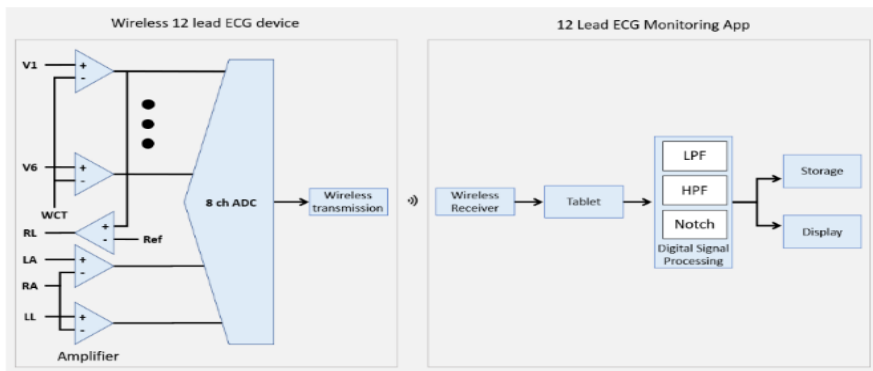 Wireless 12 lead ECG device
12 Lead ECG Monitoring App
V1
+
-
V6
+
-
WCT
RL
+
-
Ref
LA
+
-
RA
LL
+
-
Amplifier
8 ch ADC
Wireless
transmission
Wireless
Receiver
Tablet
LPF
HPF
Notch
Digital Signal
Processing
Storage
Display